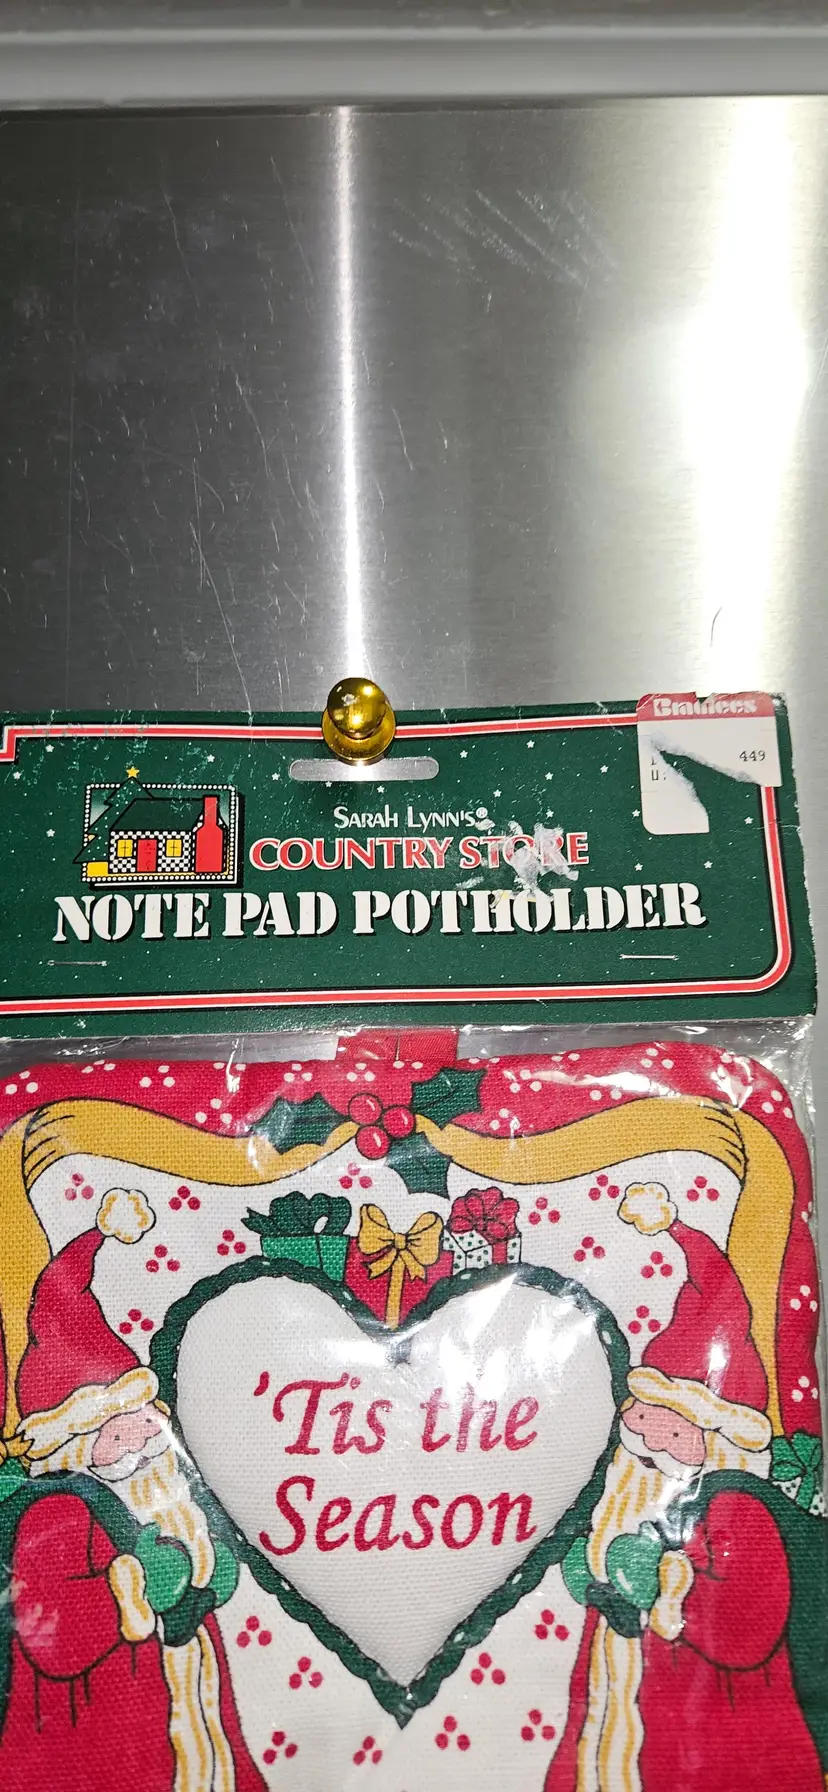 Bradlees
449
U:
Sarah Lynn's®
COUNTRY STORE
NOTE PAD POTHOLDER
'Tis the
Season